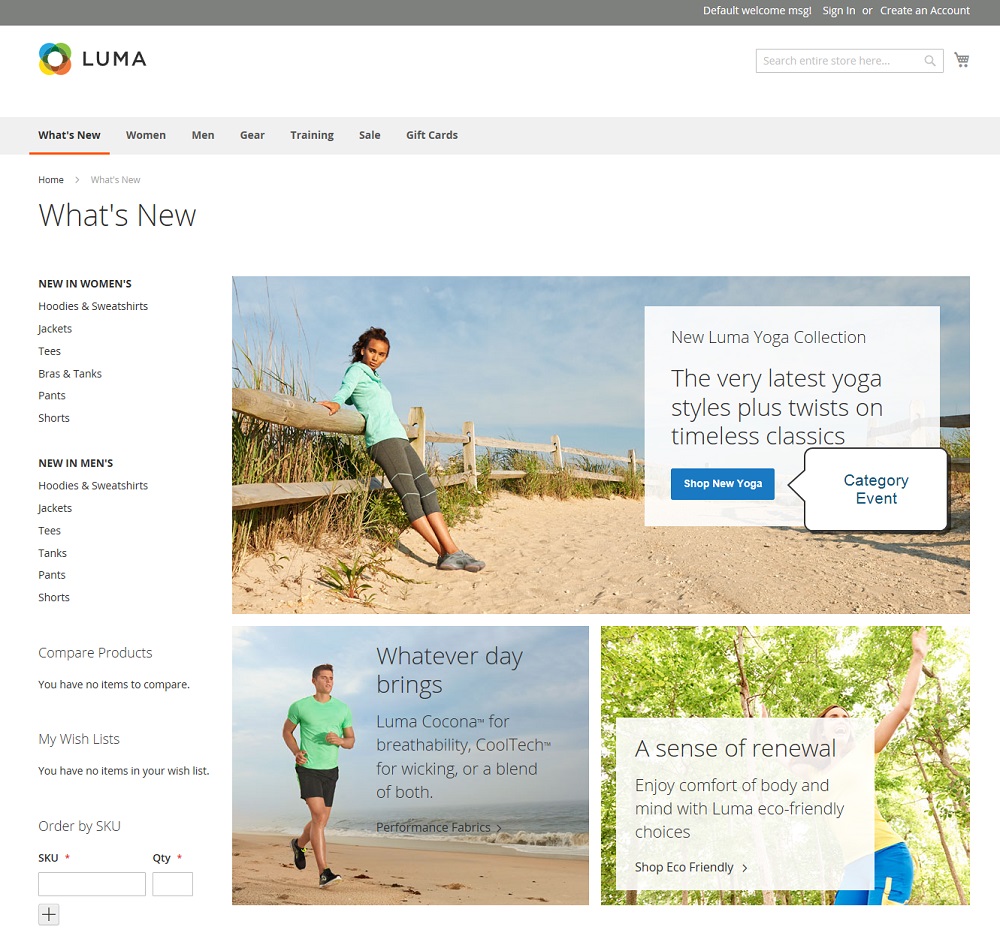 Default welcome msg! Sign In or Create an Account
LUMA
Search entire store here...
What's New Women Men Gear Training Sale Gift Cards
Home > What's New
What's New
NEW IN WOMEN'S
Hoodies & Sweatshirts
Jackets
Tees
Bras & Tanks
Pants
Shorts
NEW IN MEN'S
Hoodies & Sweatshirts
Jackets
Tees
Tanks
Pants
Shorts
Compare Products
You have no items to compare.
My Wish Lists
You have no items in your wish list.
Order by SKU
SKU * Qty *
New Luma Yoga Collection
The very latest yoga
styles plus twists on
timeless classics
Shop New Yoga
Category
Event
Whatever day
brings
Luma Cocona™ for
breathability, CoolTech™
for wicking, or a blend
of both.
Performance Fabrics >
A sense of renewal
Enjoy comfort of body and
mind with Luma eco-friendly
choices
Shop Eco Friendly >